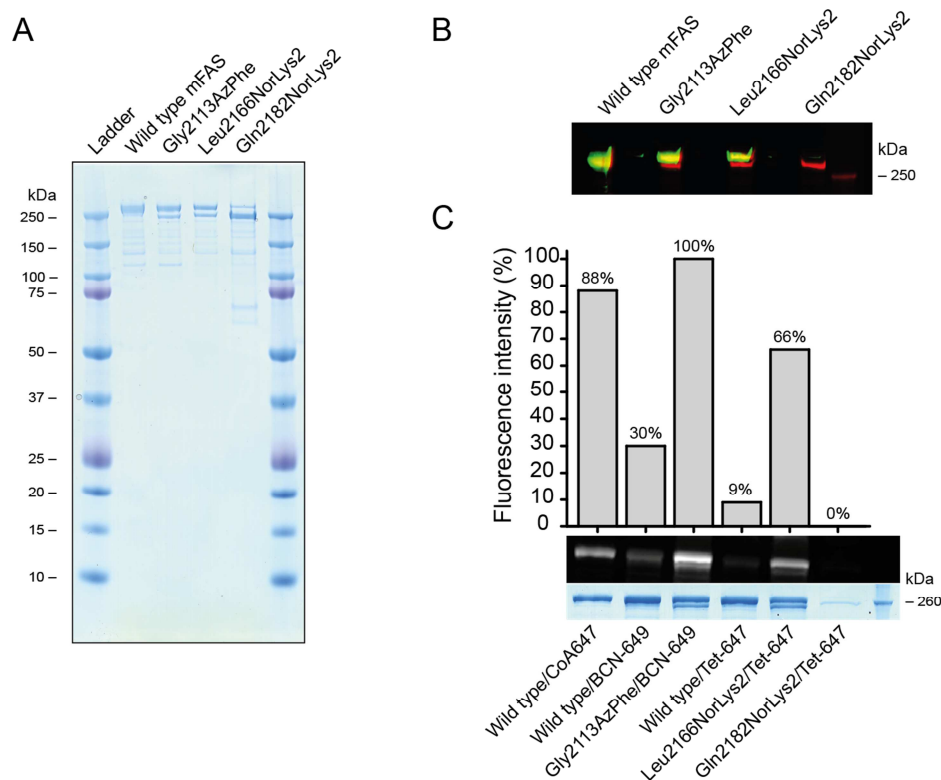 A
Ladder
Wild type mFAS
Gly2113AzPhe
Leu2166NorLys2
Gln2182NorLys2
kDa
250 –
150 –
100 –
75 –
50 –
37 –
25 –
20 –
15 –
10 –
B
Wild type mFAS
Gly2113AzPhe
Leu2166NorLys2
Gln2182NorLys2
kDa
– 250
C
Fluorescence intensity (%)
100
90
80
70
60
50
40
30
20
10
0
88%
30%
100%
9%
66%
0%
kDa
– 260
Wild type/CoA647
Wild type/BCN-649
Gly2113AzPhe/BCN-649
Wild type/Tet-647
Leu2166NorLys2/Tet-647
Gln2182NorLys2/Tet-647